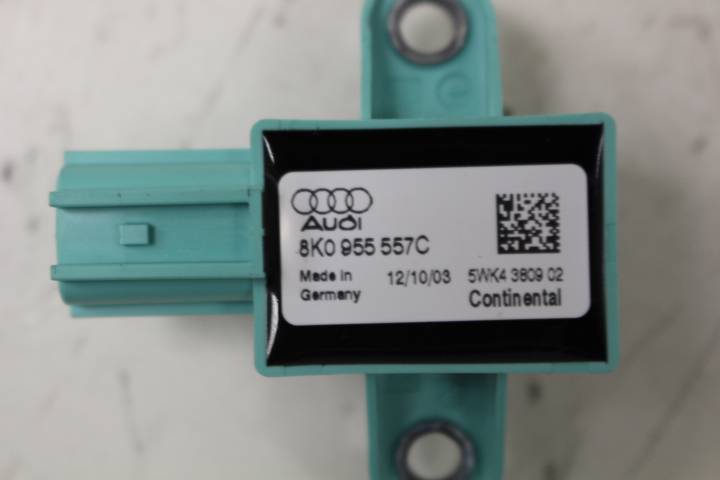 Audi
8K0 955 557C
Made in Germany
12/10/03
5WK4 3809 02
Continental